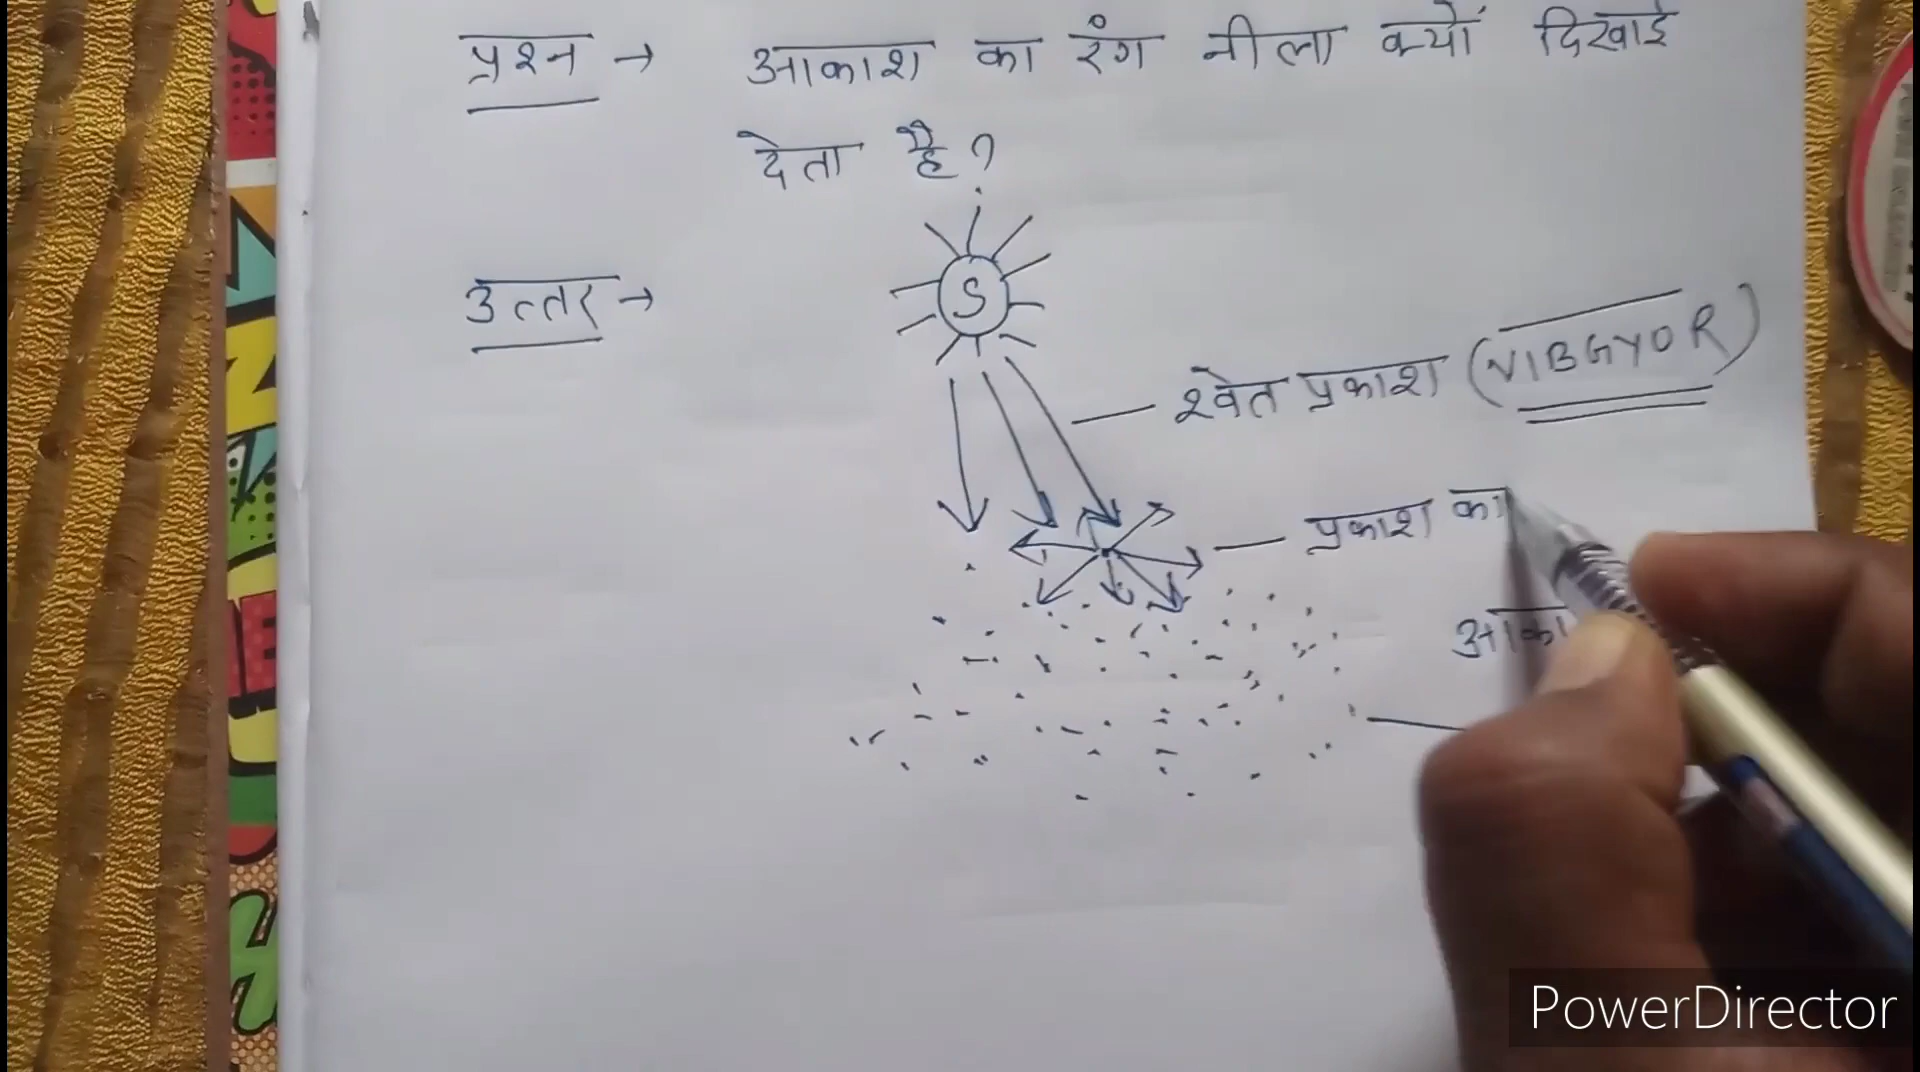 प्रश्न → आकाश का रंग नीला क्यों दिखाई
देता है?
उत्तर →
S
श्वेत प्रकाश (VIBGYOR)
प्रकाश का
PowerDirector